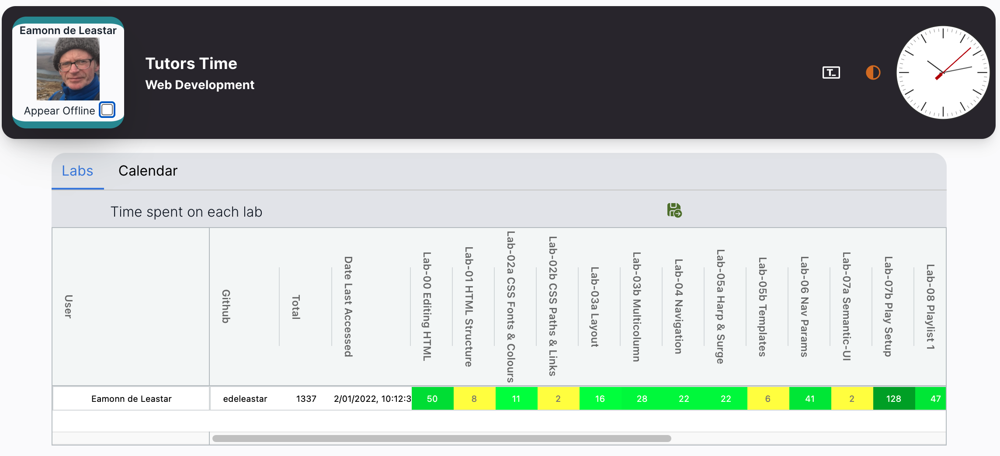 Eamonn de Leastar
Appear Offline
Tutors Time
Web Development
T_
Labs
Calendar
Time spent on each lab
User
Github
Total
Date Last Accessed
Lab-00 Editing HTML
Lab-01 HTML Structure
Lab-02a CSS Fonts & Colours
Lab-02b CSS Paths & Links
Lab-03a Layout
Lab-03b Multicolumn
Lab-04 Navigation
Lab-05a Harp & Surge
Lab-05b Templates
Lab-06 Nav Params
Lab-07a Semantic-UI
Lab-07b Play Setup
Lab-08 Playlist 1
Eamonn de Leastar edeleastar 1337 2/01/2022, 10:12:3 50 8 11 2 16 28 22 22 6 41 2 128 47